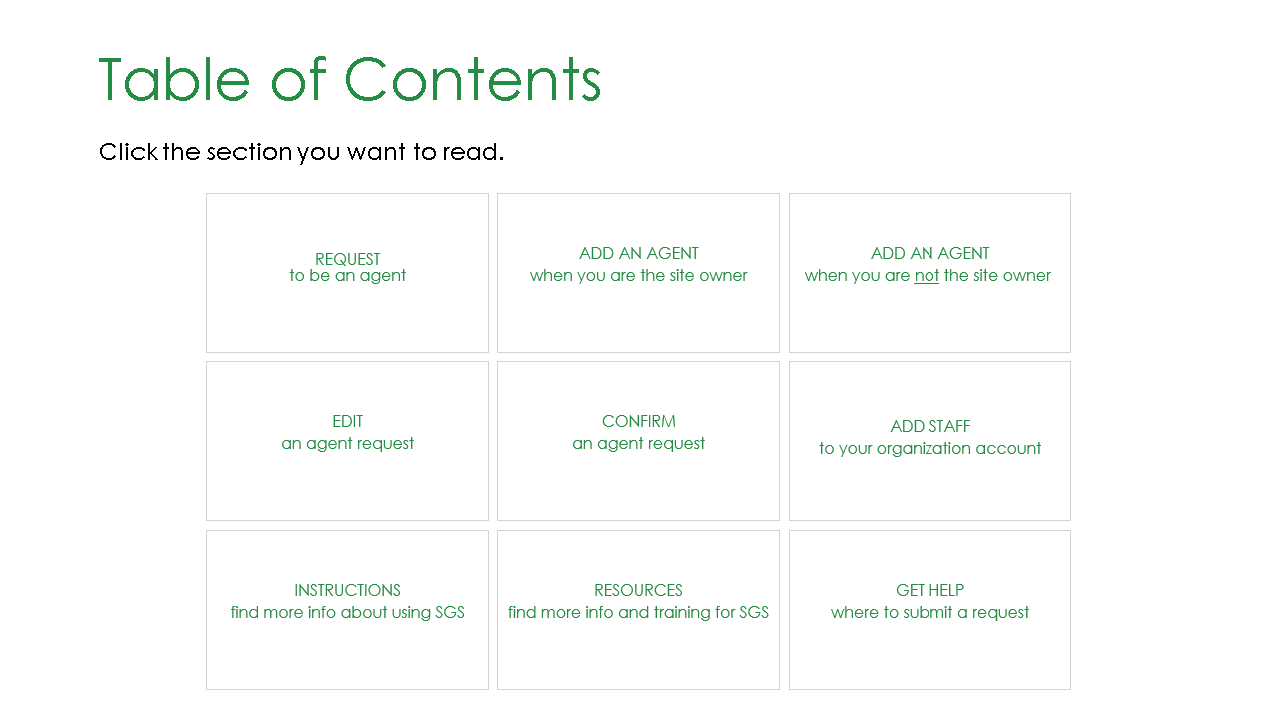 Table of Contents
Click the section you want to read.
REQUEST
to be an agent
ADD AN AGENT
when you are the site owner
ADD AN AGENT
when you are not the site owner
EDIT
an agent request
CONFIRM
an agent request
ADD STAFF
to your organization account
INSTRUCTIONS
find more info about using SGS
RESOURCES
find more info and training for SGS
GET HELP
where to submit a request